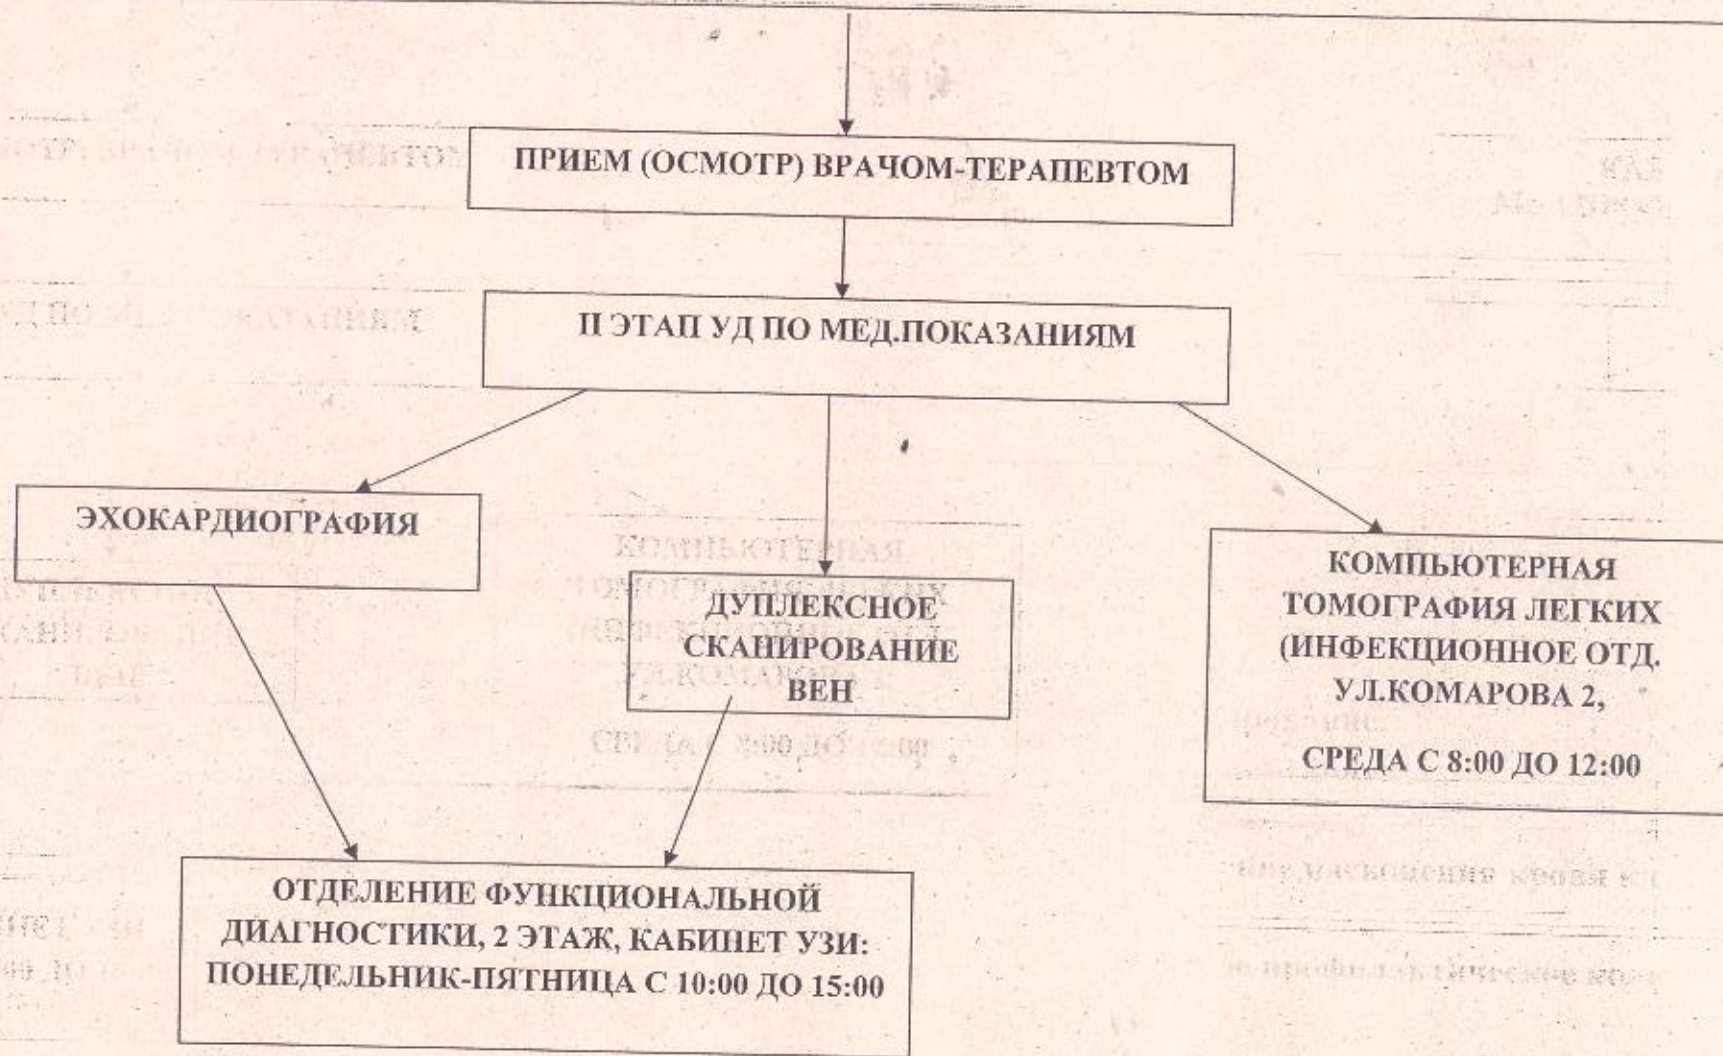 ПРИЕМ (ОСМОТР) ВРАЧОМ-ТЕРАПЕВТОМ
II ЭТАП УД ПО МЕД.ПОКАЗАНИЯМ
ЭХОКАРДИОГРАФИЯ
ДУПЛЕКСНОЕ
СКАНИРОВАНИЕ
ВЕН
КОМПЬЮТЕРНАЯ
ТОМОГРАФИЯ ЛЕГКИХ
(ИНФЕКЦИОННОЕ ОТД.
УЛ.КОМАРОВА 2,
СРЕДА С 8:00 ДО 12:00
ОТДЕЛЕНИЕ ФУНКЦИОНАЛЬНОЙ
ДИАГНОСТИКИ, 2 ЭТАЖ, КАБИНЕТ УЗИ:
ПОНЕДЕЛЬНИК-ПЯТНИЦА С 10:00 ДО 15:00